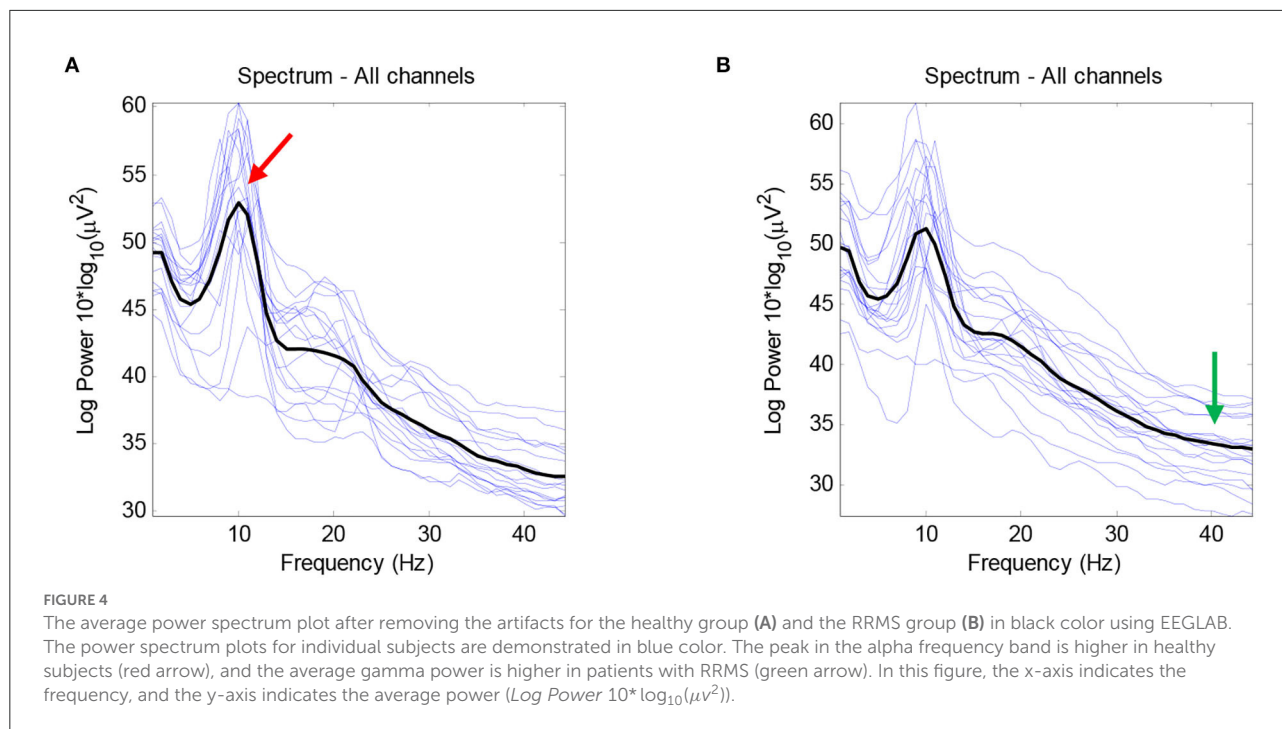 A
Spectrum - All channels
60
55
50
45
40
35
30
Log Power 10*log10(μV²)
10
20
30
40
Frequency (Hz)
B
Spectrum - All channels
60
55
50
45
40
35
30
Log Power 10*log10(μV²)
10
20
30
40
Frequency (Hz)
FIGURE 4
The average power spectrum plot after removing the artifacts for the healthy group (A) and the RRMS group (B) in black color using EEGLAB.
The power spectrum plots for individual subjects are demonstrated in blue color. The peak in the alpha frequency band is higher in healthy
subjects (red arrow), and the average gamma power is higher in patients with RRMS (green arrow). In this figure, the x-axis indicates the
frequency, and the y-axis indicates the average power (Log Power 10* log10(μv²)).